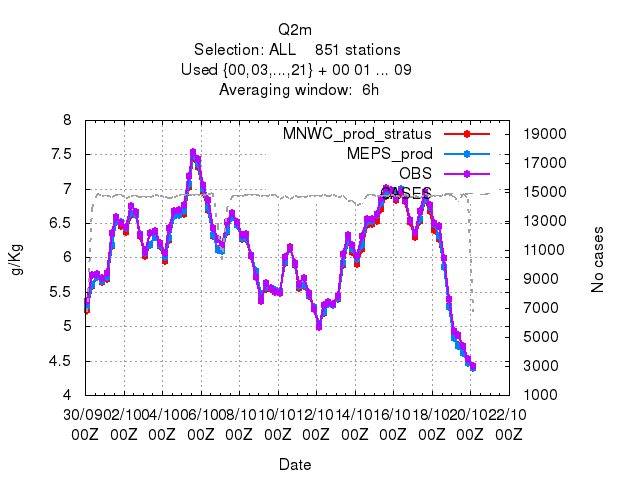 Q2m
Selection: ALL    851 stations
Used {00,03,...,21} + 00 01 ... 09
Averaging window:  6h
8
7.5
7
6.5
6
5.5
5
4.5
4
g/Kg
MNWC_prod_stratus
MEPS_prod
OBS
CASES
19000
17000
15000
13000
11000
9000
7000
5000
3000
1000
No cases
30/09 02/10 04/10 06/10 08/10 10/10 12/10 14/10 16/10 18/10 20/10 22/10
00Z 00Z 00Z 00Z 00Z 00Z 00Z 00Z 00Z 00Z 00Z 00Z
Date